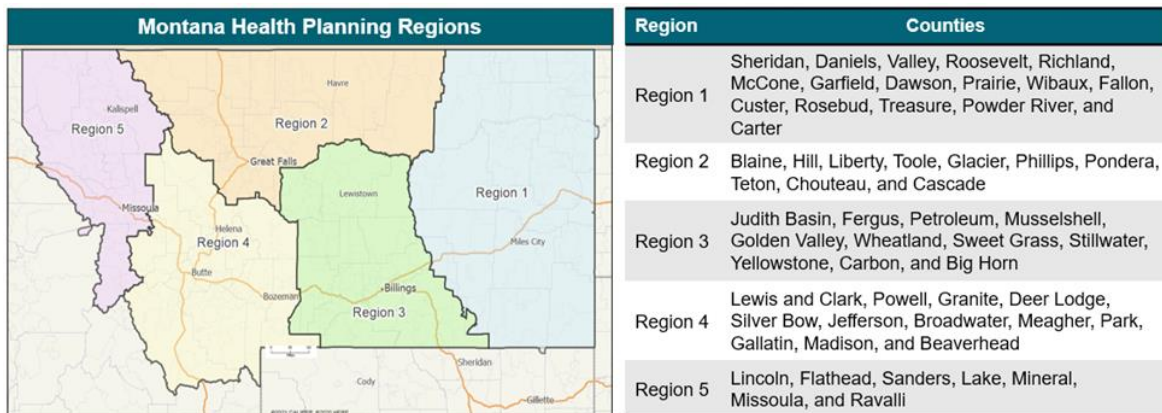 Montana Health Planning Regions
Kalispell
Region 5
Havre
Region 2
Great Falls
Lewistown
Region 1
Missoula
Helena
Region 4
Miles City
Butte
Bozeman
Billings
Region 3
Sheridan
Cody
Gillette
Region Counties
Region 1
Sheridan, Daniels, Valley, Roosevelt, Richland,
McCone, Garfield, Dawson, Prairie, Wibaux, Fallon,
Custer, Rosebud, Treasure, Powder River, and
Carter
Region 2
Blaine, Hill, Liberty, Toole, Glacier, Phillips, Pondera,
Teton, Chouteau, and Cascade
Region 3
Judith Basin, Fergus, Petroleum, Musselshell,
Golden Valley, Wheatland, Sweet Grass, Stillwater,
Yellowstone, Carbon, and Big Horn
Region 4
Lewis and Clark, Powell, Granite, Deer Lodge,
Silver Bow, Jefferson, Broadwater, Meagher, Park,
Gallatin, Madison, and Beaverhead
Region 5
Lincoln, Flathead, Sanders, Lake, Mineral,
Missoula, and Ravalli